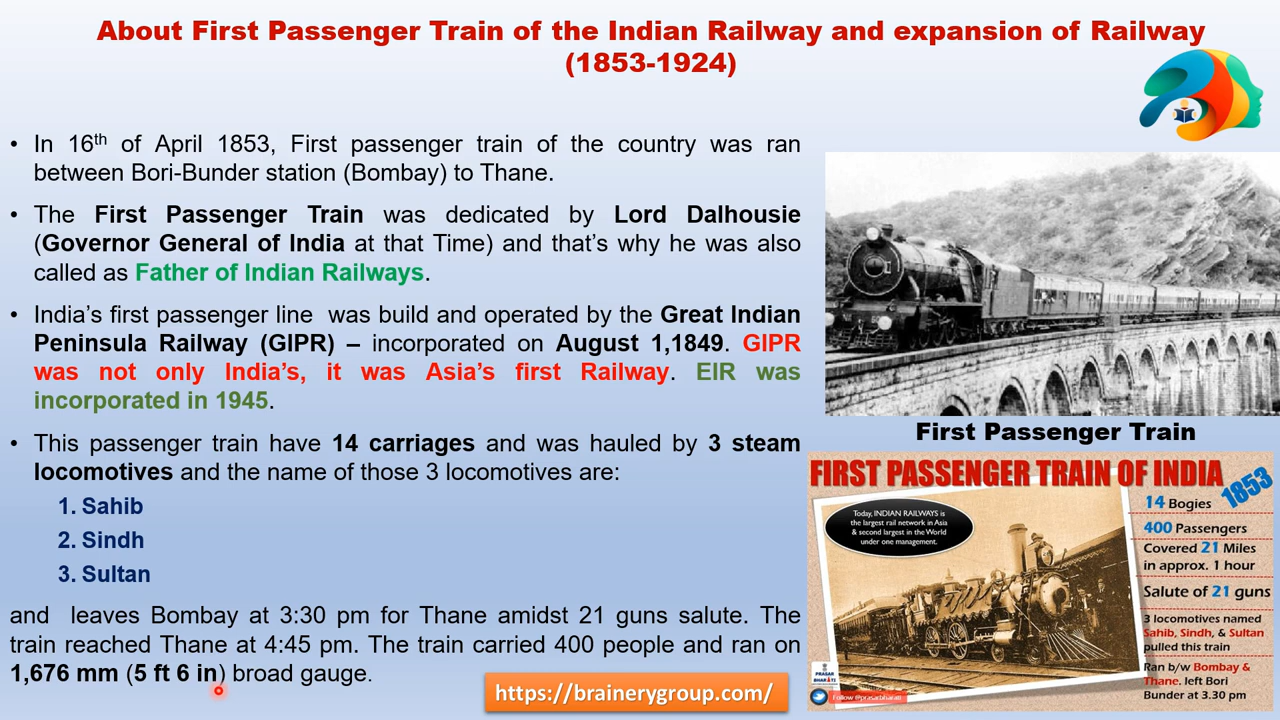 About First Passenger Train of the Indian Railway and expansion of Railway
(1853-1924)
• In 16th of April 1853, First passenger train of the country was ran
between Bori-Bunder station (Bombay) to Thane.
• The First Passenger Train was dedicated by Lord Dalhousie
(Governor General of India at that Time) and that's why he was also
called as Father of Indian Railways.
• India's first passenger line was build and operated by the Great Indian
Peninsula Railway (GIPR) – incorporated on August 1,1849. GIPR
was not only India's, it was Asia's first Railway. EIR was
incorporated in 1945.
• This passenger train have 14 carriages and was hauled by 3 steam
locomotives and the name of those 3 locomotives are:
1. Sahib
2. Sindh
3. Sultan
and leaves Bombay at 3:30 pm for Thane amidst 21 guns salute. The
train reached Thane at 4:45 pm. The train carried 400 people and ran on
1,676 mm (5 ft 6 in) broad gauge.
First Passenger Train
FIRST PASSENGER TRAIN OF INDIA
1853
Today, INDIAN RAILWAYS is
the largest rail network in Asia
& second largest in the World
under one management.
14 Bogies
400 Passengers
Covered 21 Miles
in approx. 1 hour
Salute of 21 guns
3 locomotives named
Sahib, Sindh, & Sultan
pulled this train
Ran b/w Bombay &
Thane. left Bori
Bunder at 3.30 pm
PRASAR
BHARATI
Follow @prasarbharati
https://brainerygroup.com/